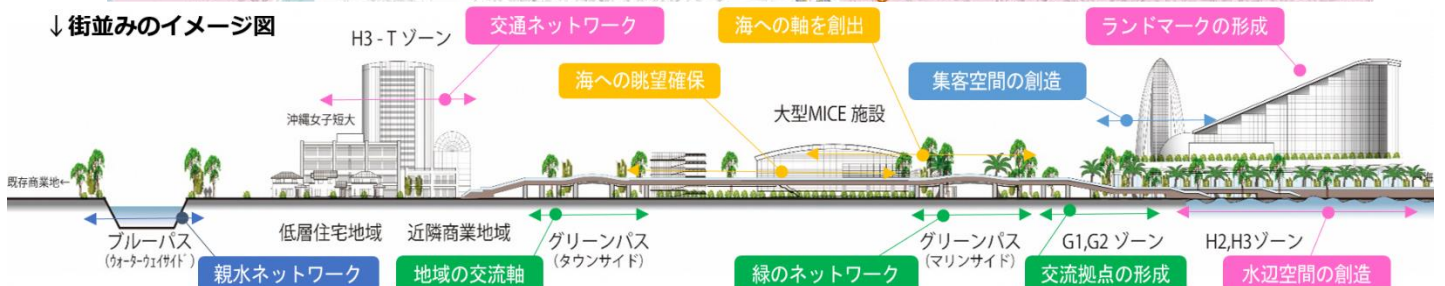 ↓街並みのイメージ図
H3 - T ゾーン
交通ネットワーク
海への軸を創出
ランドマークの形成
海への眺望確保
集客空間の創造
大型MICE 施設
沖縄女子短大
既存商業地←
ブルーパス
(ウォーターウェイサイド)
低層住宅地域
近隣商業地域
グリーンパス
(タウンサイド)
グリーンパス
(マリンサイド)
G1,G2 ゾーン
H2,H3ゾーン
親水ネットワーク
地域の交流軸
緑のネットワーク
交流拠点の形成
水辺空間の創造